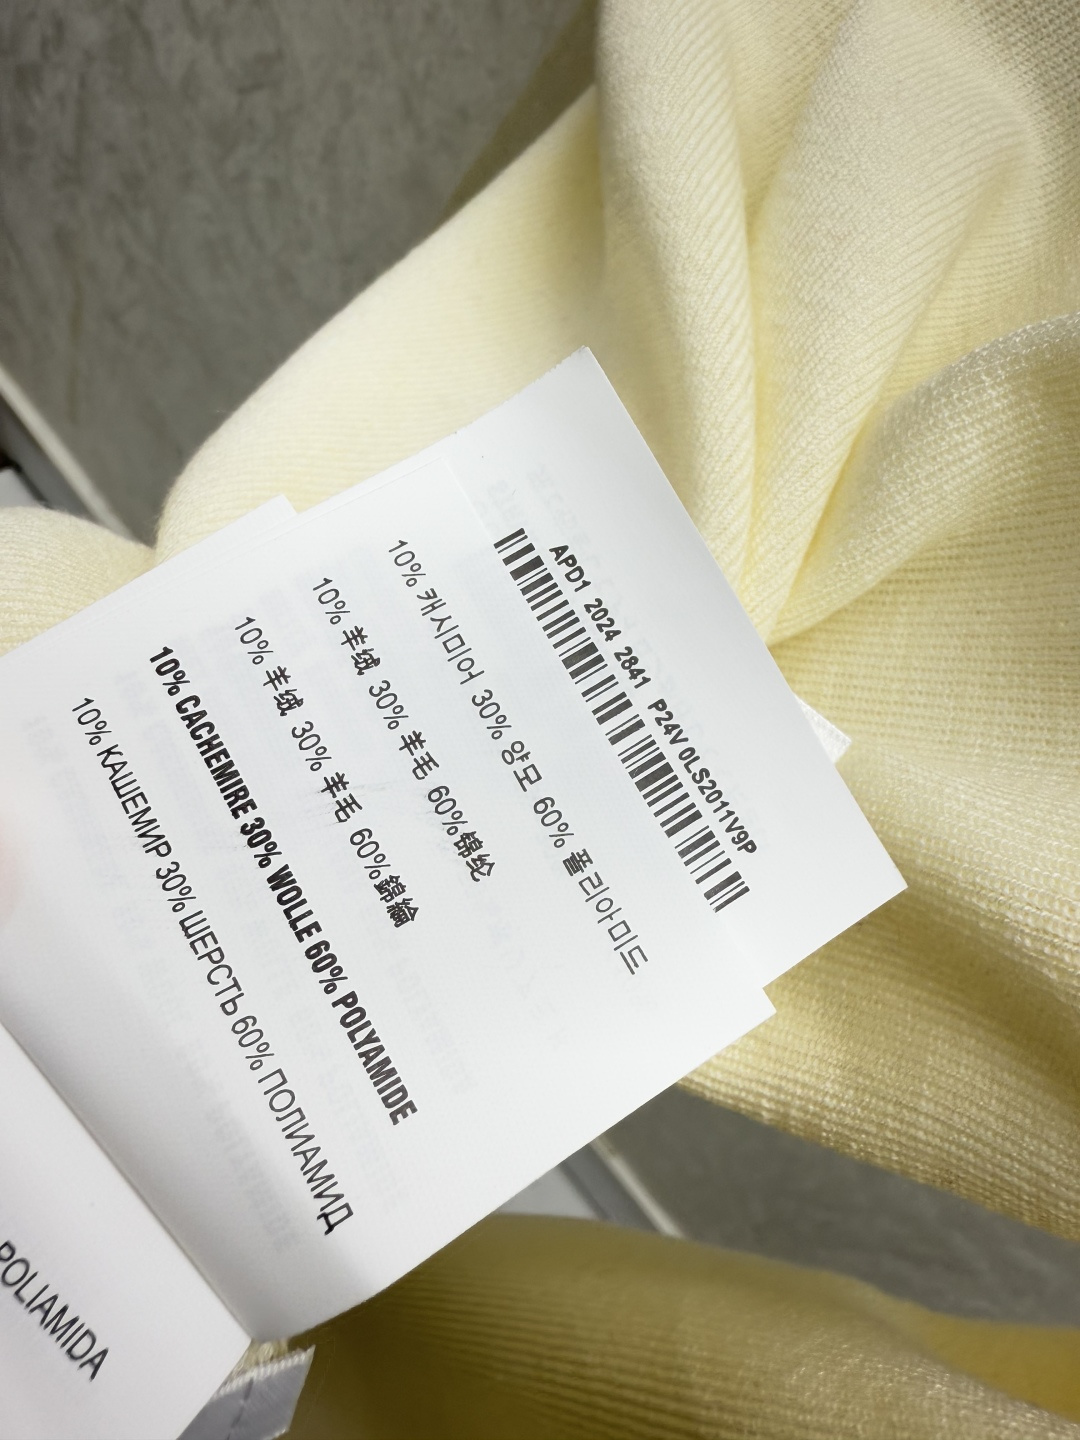 APD1 2024 2841 P24V 0LS2011V9P
10% 캐시미어 30% 양모 60% 폴리아미드
10% 羊绒 30% 羊毛 60%锦纶
10% 羊绒 30% 羊毛 60%錦綸
10% CACHEMIRE 30% WOLLE 60% POLYAMIDE
10% КАШЕМИР 30% ШЕРСТЬ 60% ПОЛИАМИД
POLIAMIDA